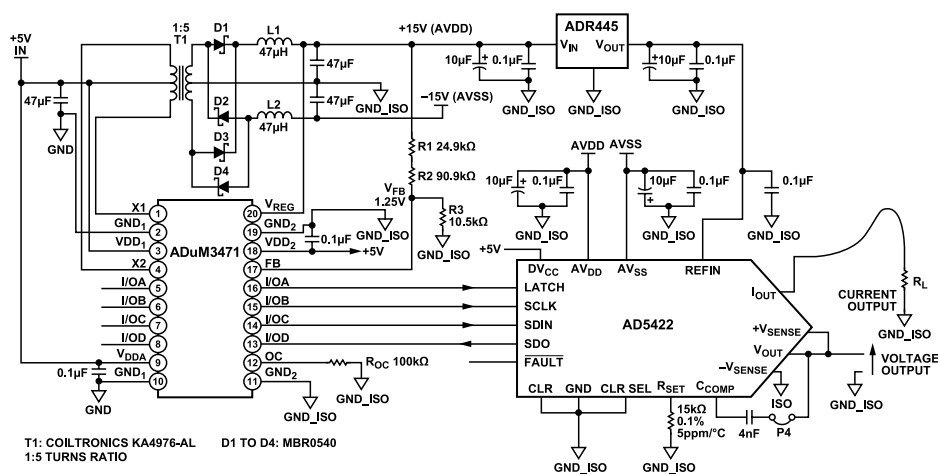 +5V
IN
1:5
T1
D1
L1
47µH
+15V (AVDD)
ADR445
VIN
VOUT
10µF
+
0.1µF
GND_ISO
GND_ISO
+
10µF
0.1µF
GND_ISO
47µF
47µF
GND_ISO
–15V (AVSS)
47µF
GND
D2
L2
47µH
D3
D4
R1 24.9kΩ
R2 90.9kΩ
VFB
1.25V
R3
10.5kΩ
GND_ISO
AVDD
AVSS
10µF
+
0.1µF
GND_ISO
10µF
+
0.1µF
GND_ISO
0.1µF
GND_ISO
ADuM3471
X1
1
GND1
2
VDD1
3
X2
4
I/OA
5
I/OB
6
I/OC
7
I/OD
8
VDDA
9
GND1
10
20
VREG
19
GND2
18
VDD2
17
FB
16
I/OA
15
I/OB
14
I/OC
13
I/OD
12
OC
11
GND2
GND_ISO
0.1µF
+5V
0.1µF
GND
ROC 100kΩ
GND_ISO
GND_ISO
+5V
DVCC
AVDD
AVSS
REFIN
LATCH
SCLK
SDIN
SDO
FAULT
AD5422
IOUT
+VSENSE
VOUT
–VSENSE
CLR
GND
CLR SEL
RSET
CCOMP
RL
CURRENT
OUTPUT
GND_ISO
VOLTAGE
OUTPUT
GND_ISO
ISO
GND_ISO
15kΩ
0.1%
5ppm/°C
GND_ISO
4nF
P4
T1: COILTRONICS KA4976-AL
1:5 TURNS RATIO
D1 TO D4: MBR0540